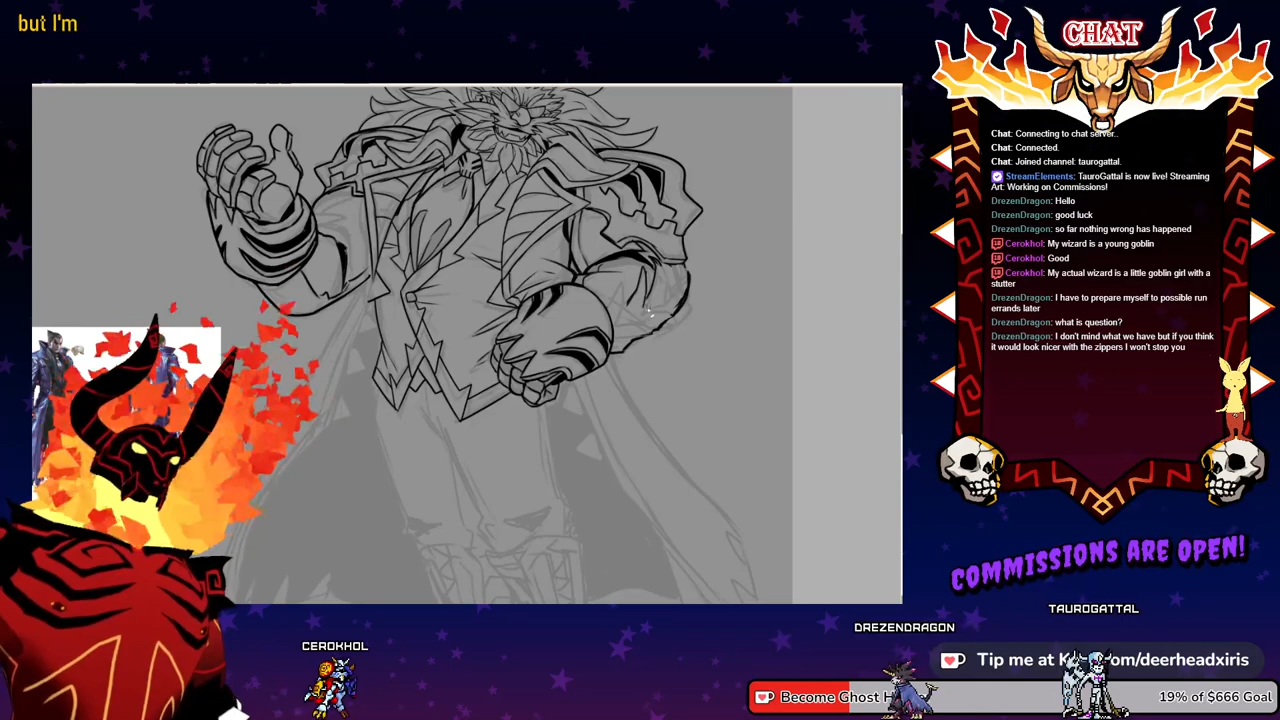 but I'm
CHAT
Chat: Connecting to chat server..
Chat: Connected.
Chat: Joined channel: taurogattal.
StreamElements: TauroGattal is now live! Streaming
Art: Working on Commissions!
DrezenDragon: Hello
DrezenDragon: good luck
DrezenDragon: so far nothing wrong has happened
Cerokhol: My wizard is a young goblin
Cerokhol: Good
Cerokhol: My actual wizard is a little goblin girl with a
stutter
DrezenDragon: I have to prepare myself to possible run
errands later
DrezenDragon: what is question?
DrezenDragon: I don't mind what we have but if you think
it would look nicer with the zippers I won't stop you
COMMISSIONS ARE OPEN!
TAUROGATTAL
DREZENDRAGON
CEROKHOL
Tip me at com/deerheadxiris
Become Ghost
19% of $666 Goal